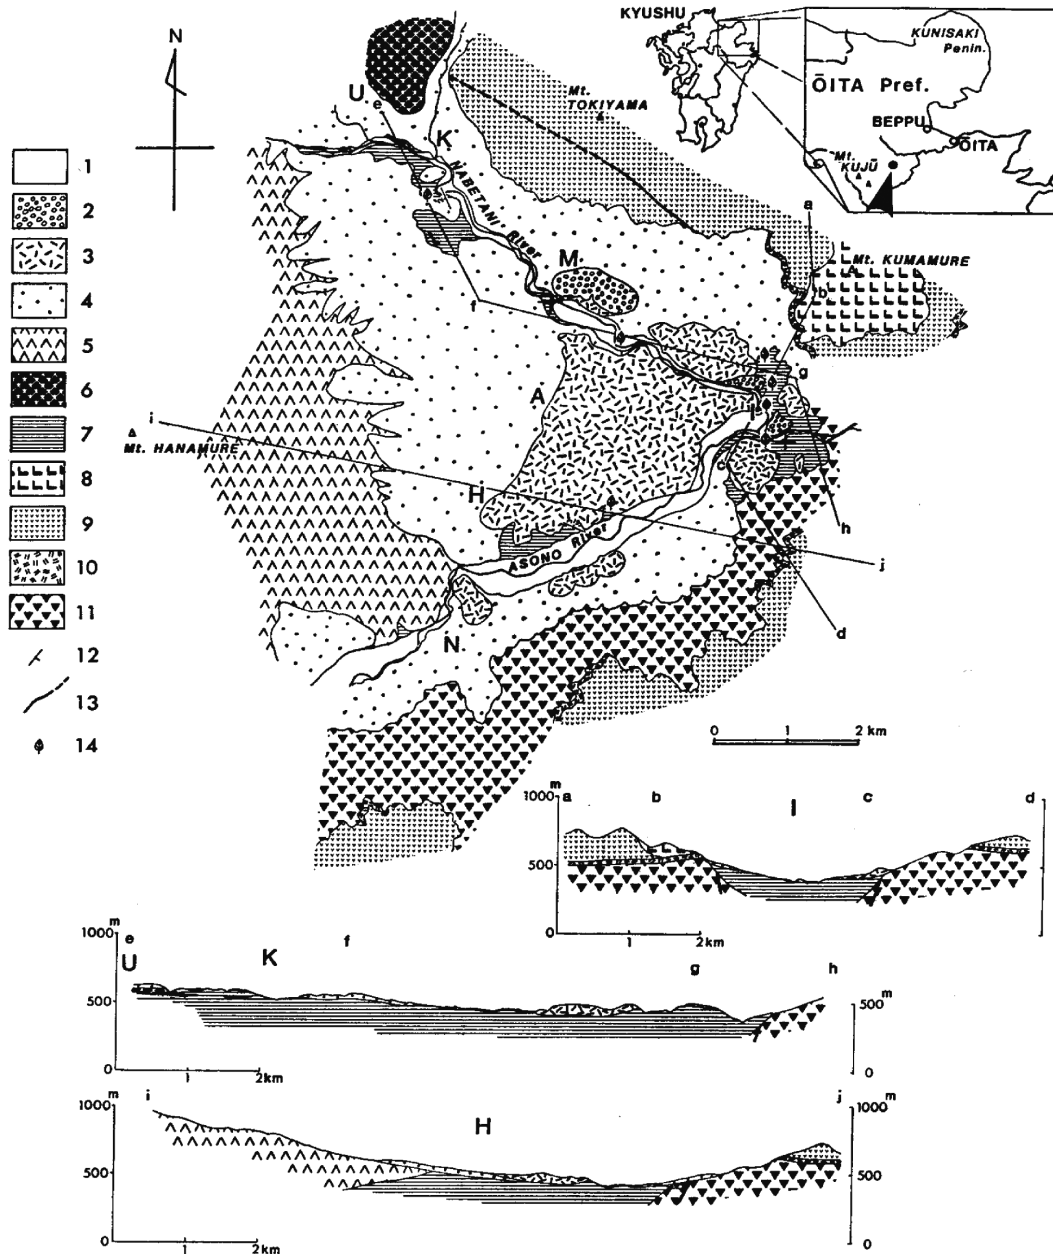 N
KYUSHU
KUNISAKI
Penin.
ŌITA Pref.
BEPPU
ŌITA
Mt.
KUJŪ
Mt.
TOKIYAMA
U
e
K
NABETANI River
a
Mt. KUMAMURE
b
M
f
g
A
I
i
Mt. HANAMURE
c
H
ASONO River
h
j
d
N
1
2
3
4
5
6
7
8
9
10
11
12
13
14
0 1 2 km
m
1000
500
0
a b I c d
1 2km
m
1000
500
0
e
U
K
f
g
h
m
500
0
1 2km
m
1000
500
0
i
H
j
m
1000
500
0
1 2 km